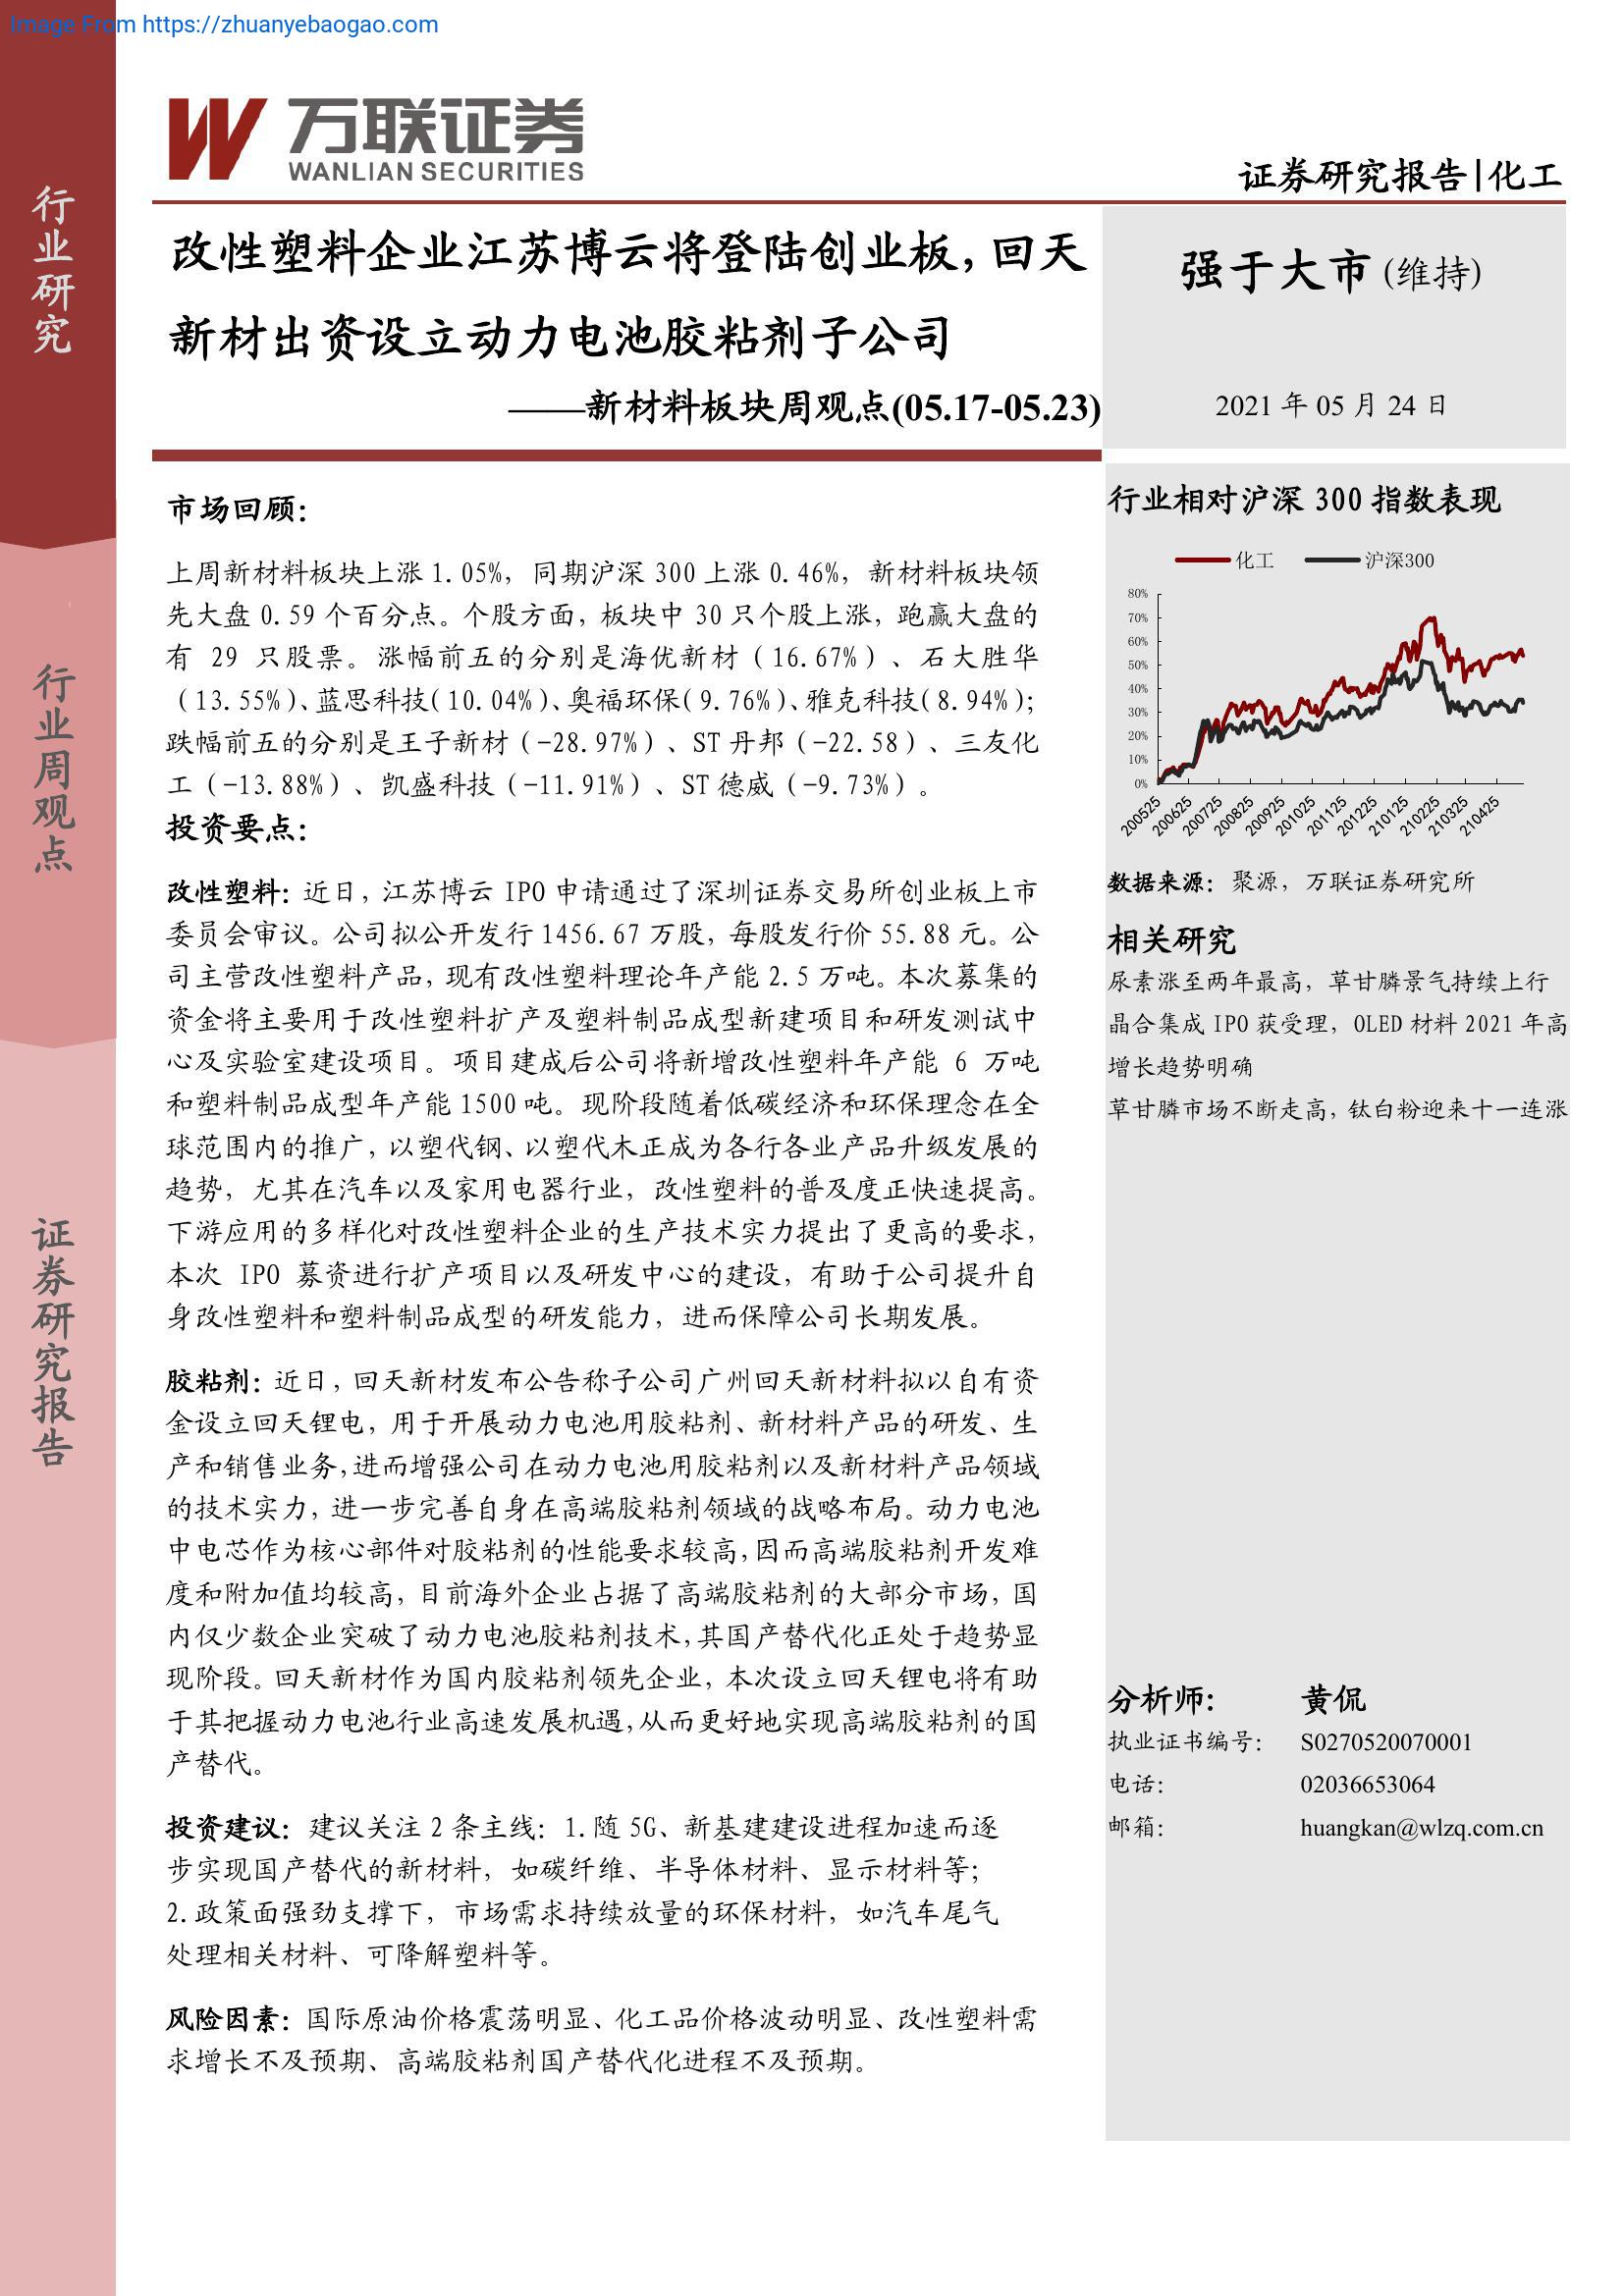 Image From https://zhuanyebaogao.com
行业研究
行业周观点
证券研究报告
万联证券
WANLIAN SECURITIES
证券研究报告|化工
改性塑料企业江苏博云将登陆创业板，回天
新材出资设立动力电池胶粘剂子公司
——新材料板块周观点(05.17-05.23)
强于大市(维持)
2021 年 05 月 24 日
市场回顾：
上周新材料板块上涨 1.05%，同期沪深 300 上涨 0.46%，新材料板块领
先大盘 0.59 个百分点。个股方面，板块中 30 只个股上涨，跑赢大盘的
有 29 只股票。涨幅前五的分别是海优新材（16.67%）、石大胜华
（13.55%）、蓝思科技（10.04%）、奥福环保（9.76%）、雅克科技（8.94%）；
跌幅前五的分别是王子新材（-28.97%）、ST 丹邦（-22.58）、三友化
工（-13.88%）、凯盛科技（-11.91%）、ST 德威（-9.73%）。
投资要点：
改性塑料：近日，江苏博云 IPO 申请通过了深圳证券交易所创业板上市
委员会审议。公司拟公开发行 1456.67 万股，每股发行价 55.88 元。公
司主营改性塑料产品，现有改性塑料理论年产能 2.5 万吨。本次募集的
资金将主要用于改性塑料扩产及塑料制品成型新建项目和研发测试中
心及实验室建设项目。项目建成后公司将新增改性塑料年产能 6 万吨
和塑料制品成型年产能 1500 吨。现阶段随着低碳经济和环保理念在全
球范围内的推广，以塑代钢、以塑代木正成为各行各业产品升级发展的
趋势，尤其在汽车以及家用电器行业，改性塑料的普及度正快速提高。
下游应用的多样化对改性塑料企业的生产技术实力提出了更高的要求，
本次 IPO 募资进行扩产项目以及研发中心的建设，有助于公司提升自
身改性塑料和塑料制品成型的研发能力，进而保障公司长期发展。
胶粘剂：近日，回天新材发布公告称子公司广州回天新材料拟以自有资
金设立回天锂电，用于开展动力电池用胶粘剂、新材料产品的研发、生
产和销售业务，进而增强公司在动力电池用胶粘剂以及新材料产品领域
的技术实力，进一步完善自身在高端胶粘剂领域的战略布局。动力电池
中电芯作为核心部件对胶粘剂的性能要求较高，因而高端胶粘剂开发难
度和附加值均较高，目前海外企业占据了高端胶粘剂的大部分市场，国
内仅少数企业突破了动力电池胶粘剂技术，其国产替代化正处于趋势显
现阶段。回天新材作为国内胶粘剂领先企业，本次设立回天锂电将有助
于其把握动力电池行业高速发展机遇，从而更好地实现高端胶粘剂的国
产替代。
投资建议：建议关注 2 条主线：1.随 5G、新基建建设进程加速而逐
步实现国产替代的新材料，如碳纤维、半导体材料、显示材料等；
2.政策面强劲支撑下，市场需求持续放量的环保材料，如汽车尾气
处理相关材料、可降解塑料等。
风险因素：国际原油价格震荡明显、化工品价格波动明显、改性塑料需
求增长不及预期、高端胶粘剂国产替代化进程不及预期。
行业相对沪深 300 指数表现
化工 沪深300
80%
70%
60%
50%
40%
30%
20%
10%
0%
200525 200625 200725 200825 200925 201025 201125 201225 210125 210225 210325 210425
数据来源：聚源，万联证券研究所
相关研究
尿素涨至两年最高，草甘膦景气持续上行
晶合集成 IPO 获受理，OLED 材料 2021 年高
增长趋势明确
草甘膦市场不断走高，钛白粉迎来十一连涨
分析师： 黄侃
执业证书编号： S0270520070001
电话： 02036653064
邮箱： huangkan@wlzq.com.cn